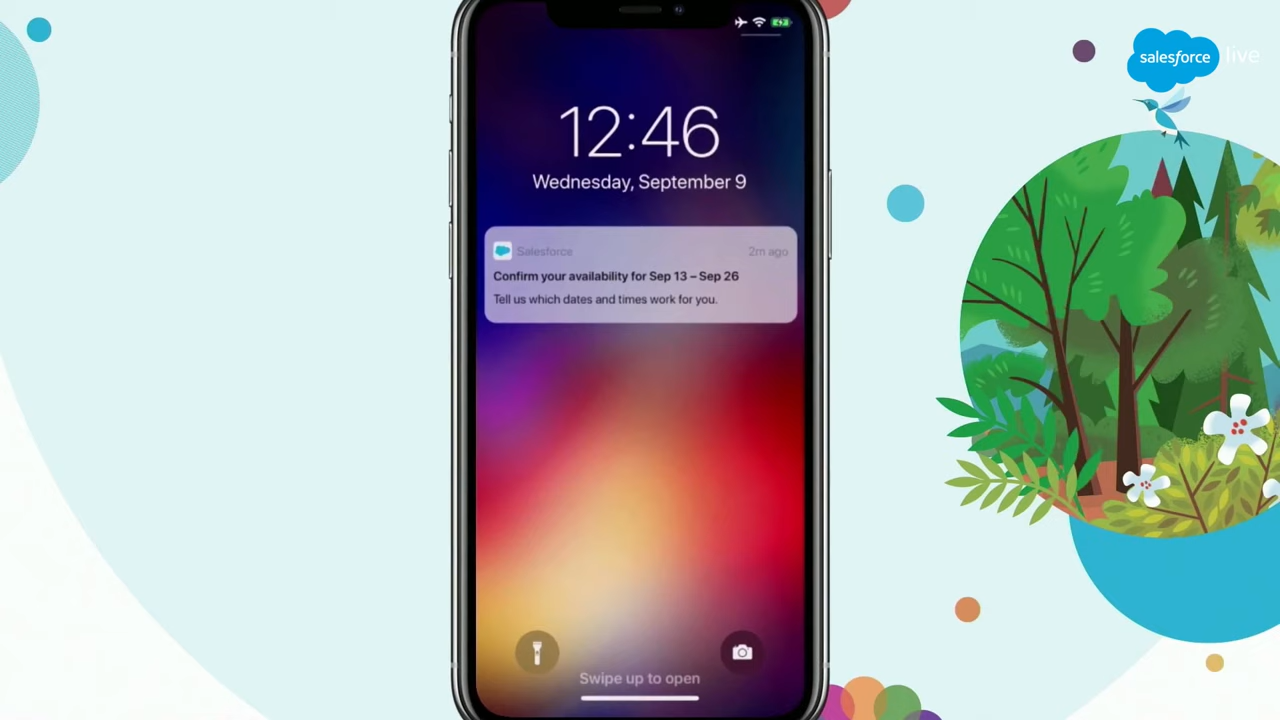 salesforce live
12:46
Wednesday, September 9
Salesforce 2m ago
Confirm your availability for Sep 13 – Sep 26
Tell us which dates and times work for you.
Swipe up to open